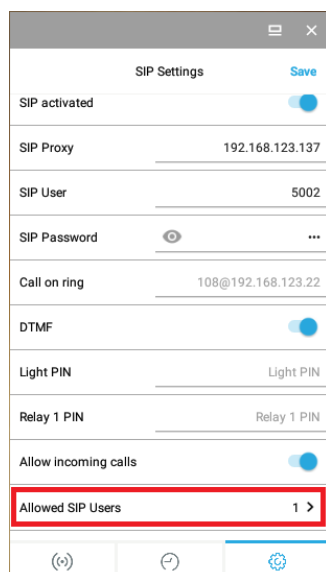 SIP Settings Save
SIP activated
SIP Proxy 192.168.123.137
SIP User 5002
SIP Password •••
Call on ring 108@192.168.123.22
DTMF
Light PIN Light PIN
Relay 1 PIN Relay 1 PIN
Allow incoming calls
Allowed SIP Users 1 >